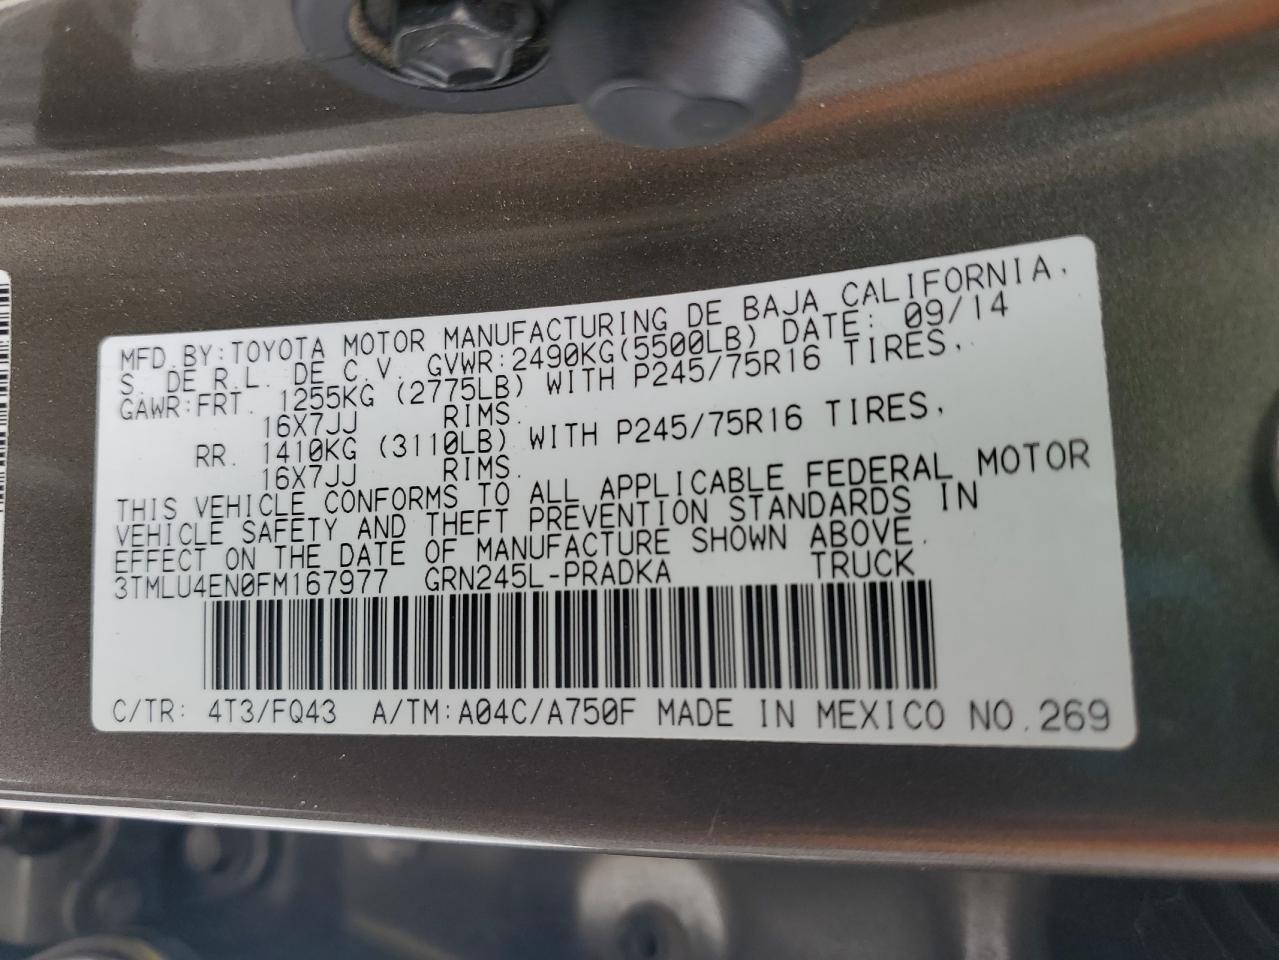 MFD.BY:TOYOTA MOTOR MANUFACTURING DE BAJA CALIFORNIA,
S. DE R.L. DE C.V. GVWR:2490KG(5500LB) DATE: 09/14
GAWR:FRT. 1255KG (2775LB) WITH P245/75R16 TIRES,
16X7JJ RIMS.
RR. 1410KG (3110LB) WITH P245/75R16 TIRES,
16X7JJ RIMS.
THIS VEHICLE CONFORMS TO ALL APPLICABLE FEDERAL MOTOR
VEHICLE SAFETY AND THEFT PREVENTION STANDARDS IN
EFFECT ON THE DATE OF MANUFACTURE SHOWN ABOVE.
3TMLU4EN0FM167977 GRN245L-PRADKA TRUCK
C/TR: 4T3/FQ43 A/TM:A04C/A750F MADE IN MEXICO NO.269